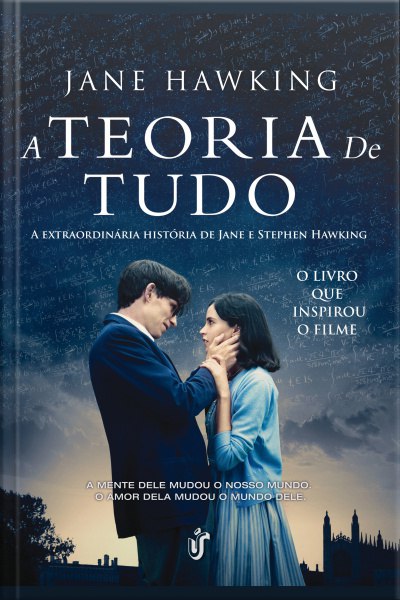 JANE HAWKING
A TEORIA De
TUDO
A EXTRAORDINÁRIA HISTÓRIA DE JANE E STEPHEN HAWKING
O LIVRO
QUE
INSPIROU
O FILME
A MENTE DELE MUDOU O NOSSO MUNDO.
O AMOR DELA MUDOU O MUNDO DELE.